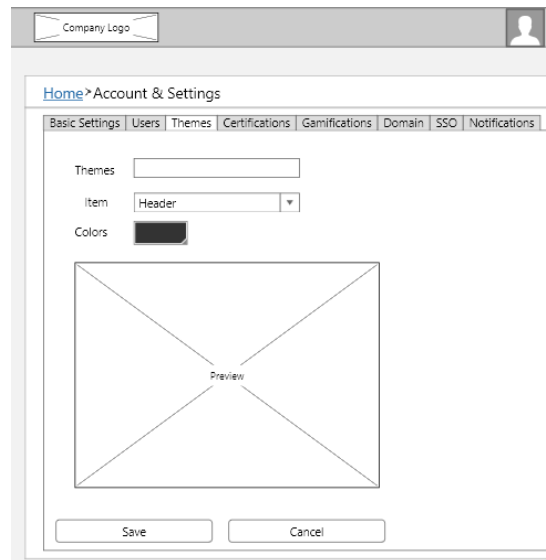 Company Logo
Home>Account & Settings
Basic Settings Users Themes Certifications Gamifications Domain SSO Notifications
Themes
Item Header
Colors
Preview
Save Cancel